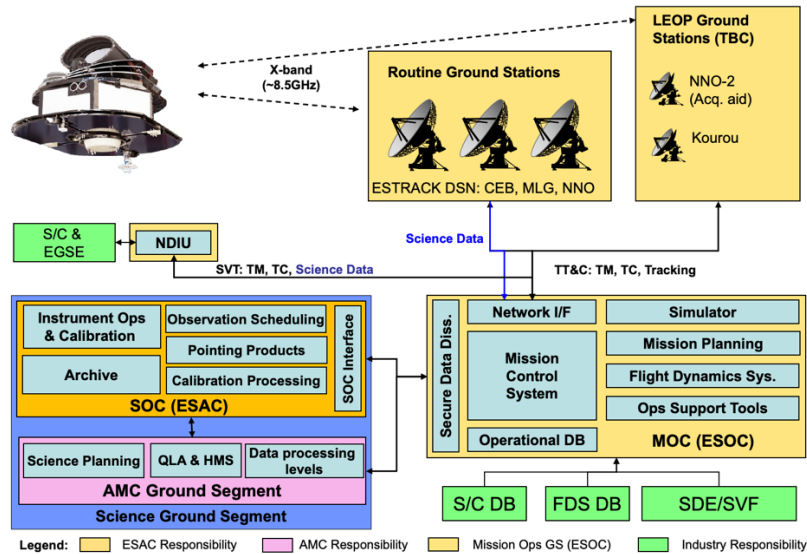 LEOP Ground
Stations (TBC)
X-band
(~8.5GHz)
Routine Ground Stations
NNO-2
(Acq. aid)
Kourou
ESTRACK DSN: CEB, MLG, NNO
S/C &
EGSE
NDIU
Science Data
SVT: TM, TC, Science Data
TT&C: TM, TC, Tracking
Instrument Ops
& Calibration
Archive
Observation Scheduling
Pointing Products
Calibration Processing
SOC Interface
SOC (ESAC)
Science Planning
QLA & HMS
Data processing
levels
AMC Ground Segment
Science Ground Segment
Secure Data Diss.
Network I/F
Mission
Control
System
Operational DB
Simulator
Mission Planning
Flight Dynamics Sys.
Ops Support Tools
MOC (ESOC)
S/C DB
FDS DB
SDE/SVF
Legend:
ESAC Responsibility
AMC Responsibility
Mission Ops GS (ESOC)
Industry Responsibility